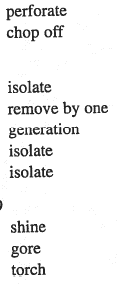 perforate
chop off
isolate
remove by one
generation
isolate
isolate
shine
gore
torch